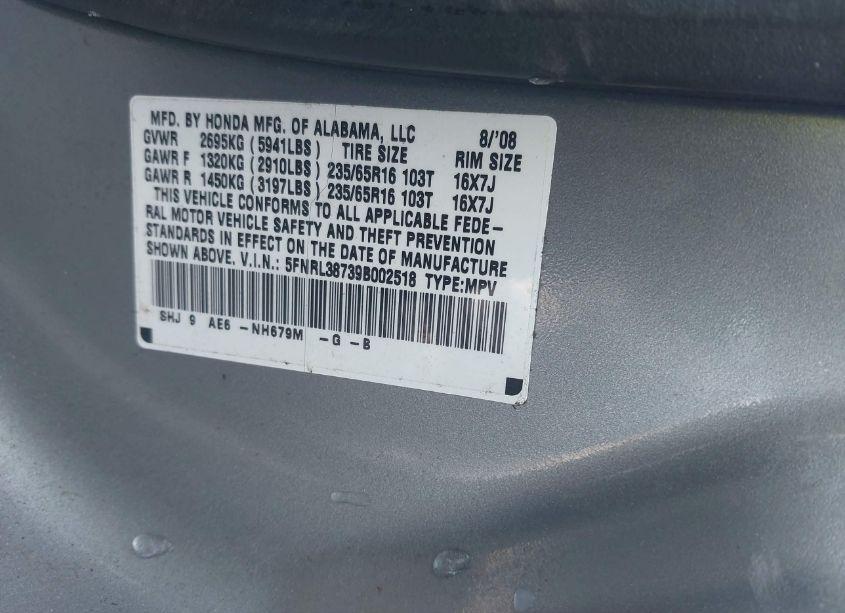 MFD. BY HONDA MFG. OF ALABAMA, LLC 8/'08
GVWR 2695KG (5941LBS) TIRE SIZE RIM SIZE
GAWR F 1320KG (2910LBS) 235/65R16 103T 16X7J
GAWR R 1450KG (3197LBS) 235/65R16 103T 16X7J
THIS VEHICLE CONFORMS TO ALL APPLICABLE FEDE-
RAL MOTOR VEHICLE SAFETY AND THEFT PREVENTION
STANDARDS IN EFFECT ON THE DATE OF MANUFACTURE
SHOWN ABOVE. V.I.N.: 5FNRL38739B002518 TYPE:MPV
SHJ 9 AE6 -NH679M -G -B